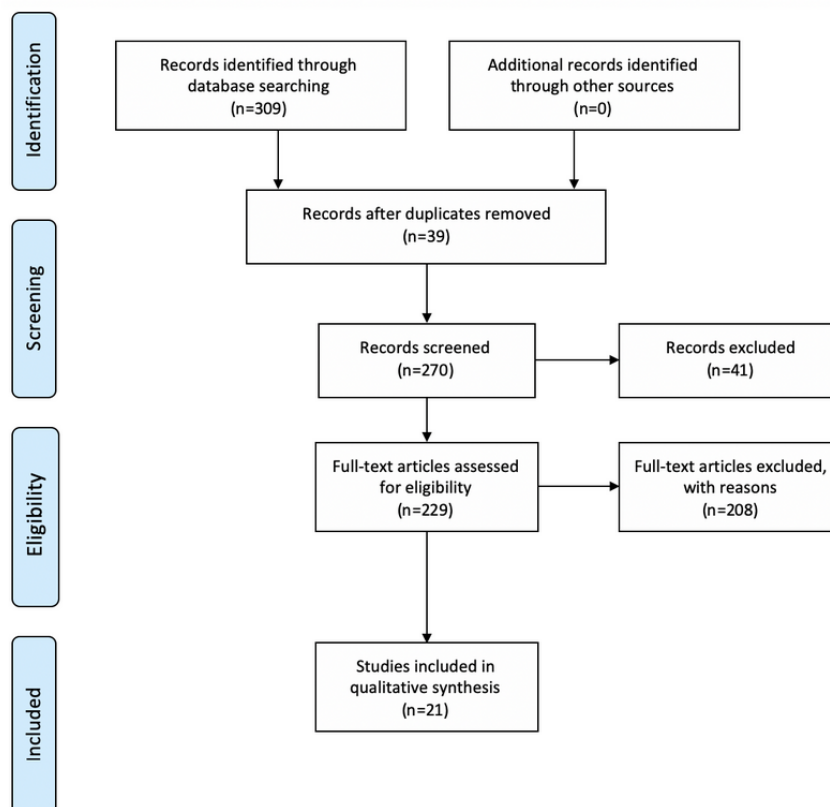 Identification
Records identified through
database searching
(n=309)
Additional records identified
through other sources
(n=0)
Records after duplicates removed
(n=39)
Screening
Records screened
(n=270)
Records excluded
(n=41)
Eligibility
Full-text articles assessed
for eligibility
(n=229)
Full-text articles excluded,
with reasons
(n=208)
Included
Studies included in
qualitative synthesis
(n=21)